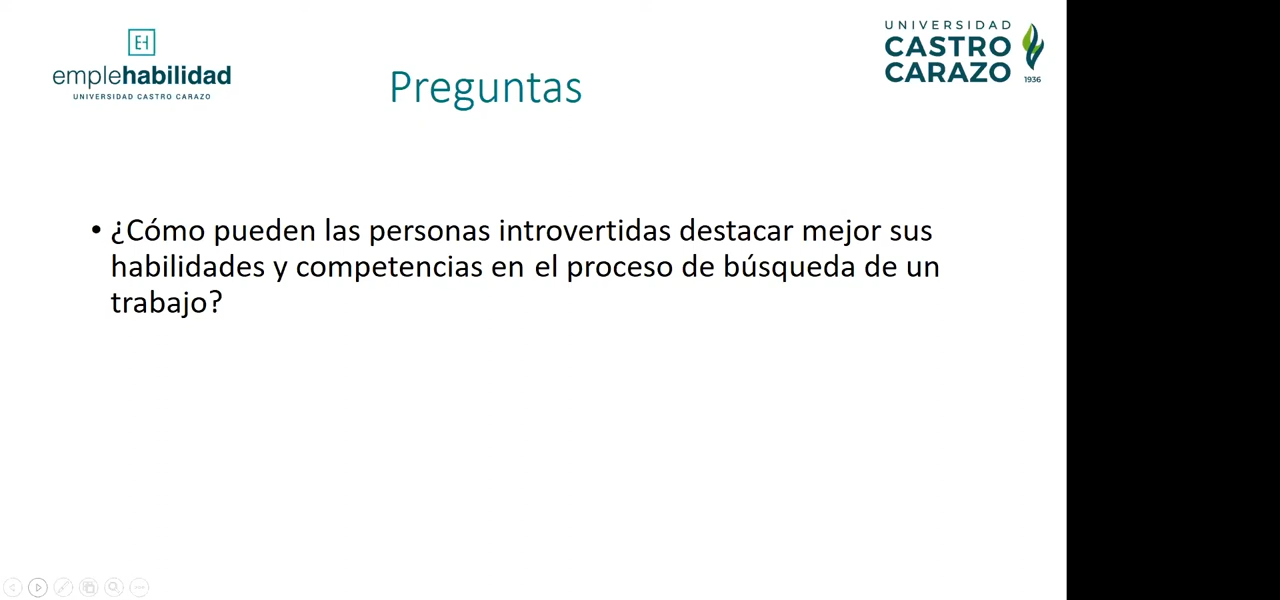 EH
emplehabilidad
UNIVERSIDAD CASTRO CARAZO
Preguntas
UNIVERSIDAD
CASTRO
CARAZO
1936
• ¿Cómo pueden las personas introvertidas destacar mejor sus
habilidades y competencias en el proceso de búsqueda de un
trabajo?